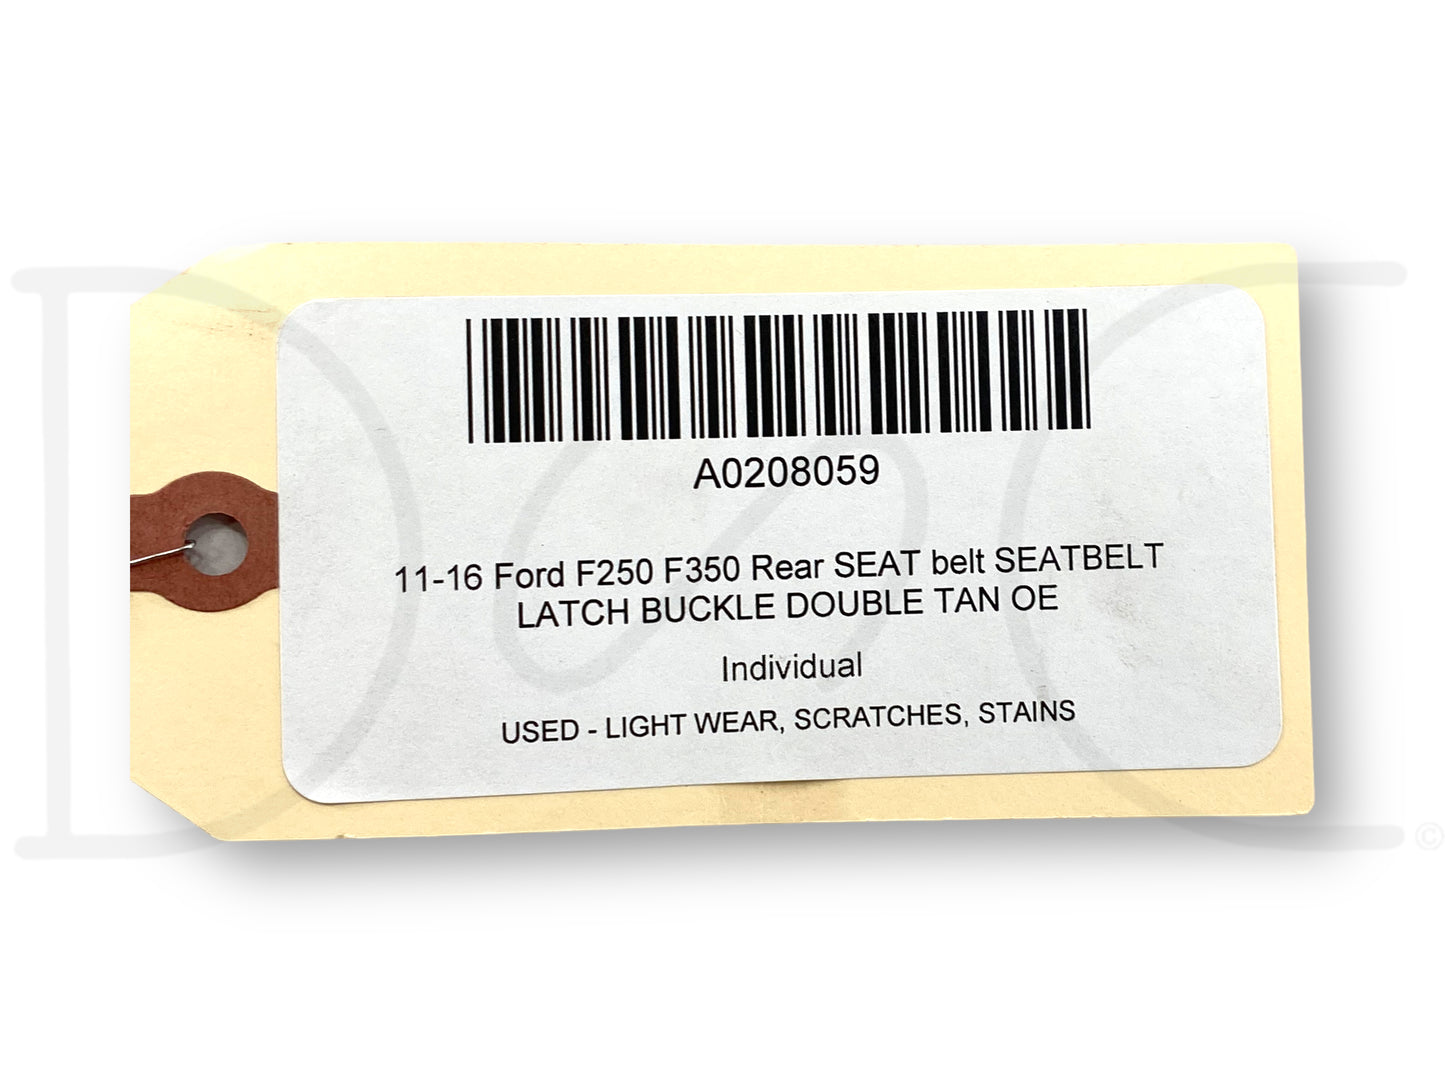 A0208059
11-16 Ford F250 F350 Rear SEAT belt SEATBELT
LATCH BUCKLE DOUBLE TAN OE
Individual
USED - LIGHT WEAR, SCRATCHES, STAINS
©